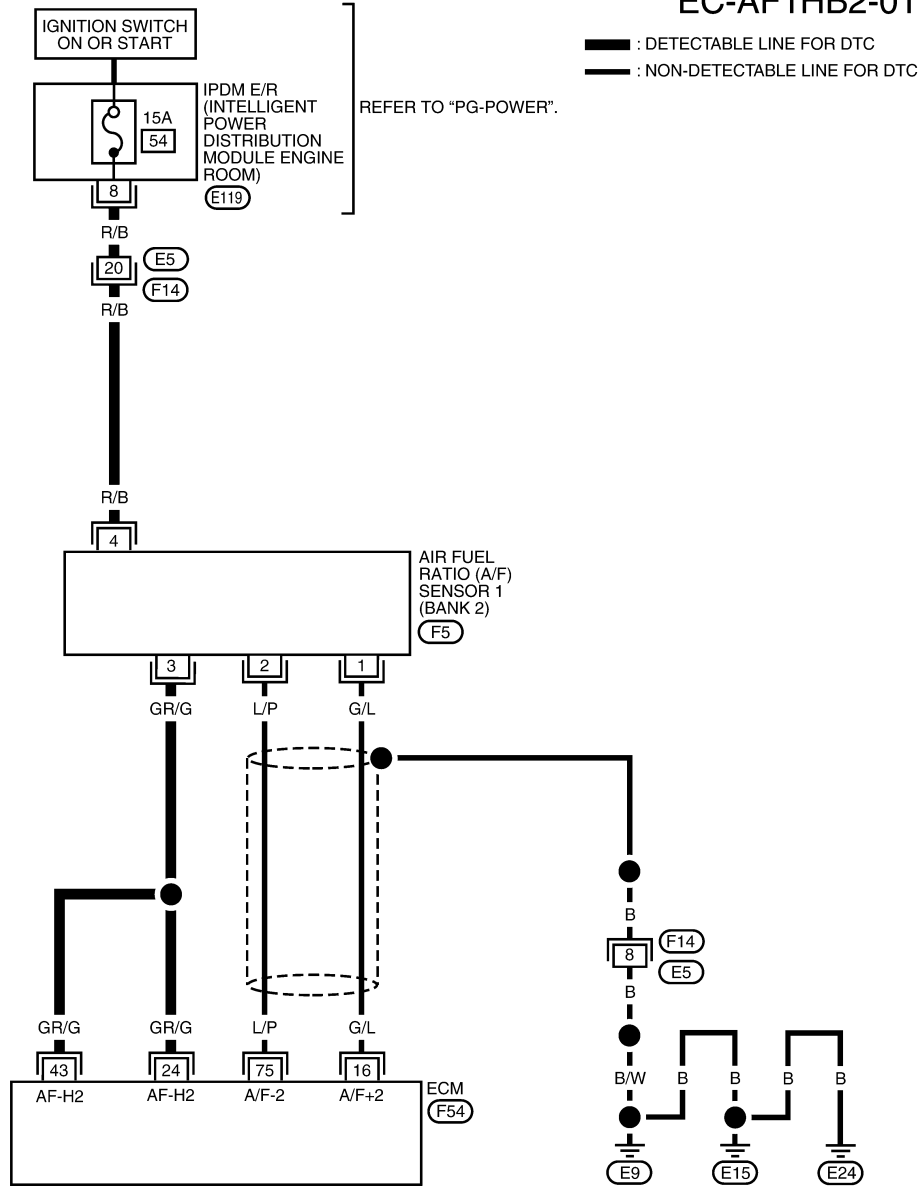 EC-AF1HB2-01
IGNITION SWITCH
ON OR START
: DETECTABLE LINE FOR DTC
: NON-DETECTABLE LINE FOR DTC
IPDM E/R
(INTELLIGENT
POWER
DISTRIBUTION
MODULE ENGINE
ROOM)
E119
15A
54
REFER TO “PG-POWER”.
8
R/B
20
E5
F14
R/B
R/B
4
AIR FUEL
RATIO (A/F)
SENSOR 1
(BANK 2)
F5
3 2 1
GR/G L/P G/L
B
8
F14
E5
B
GR/G GR/G L/P G/L
43 24 75 16
AF-H2 AF-H2 A/F-2 A/F+2
ECM
F54
B/W B B B B
E9 E15 E24